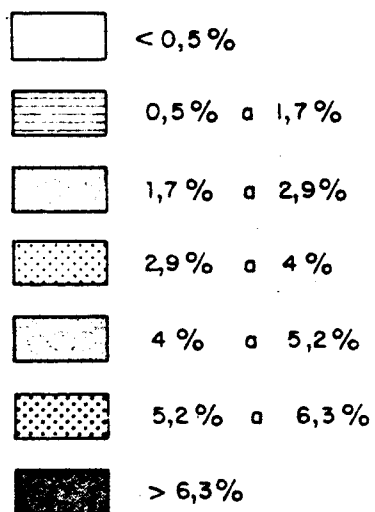 < 0,5%
0,5% a 1,7%
1,7% a 2,9%
2,9% a 4%
4% a 5,2%
5,2% a 6,3%
> 6,3%